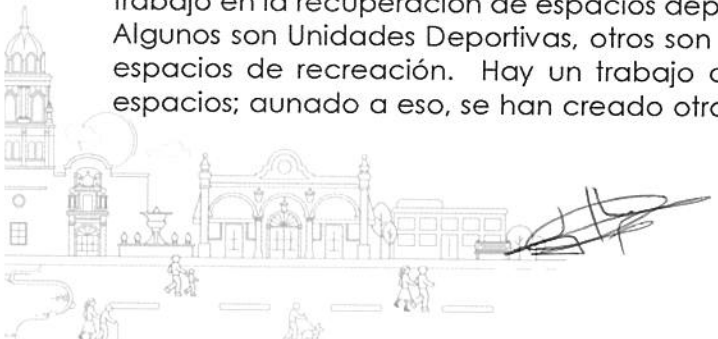 trabajo en la recuperación de espacios dep
Algunos son Unidades Deportivas, otros son
espacios de recreación. Hay un trabajo
espacios; aunado a eso, se han creado otro